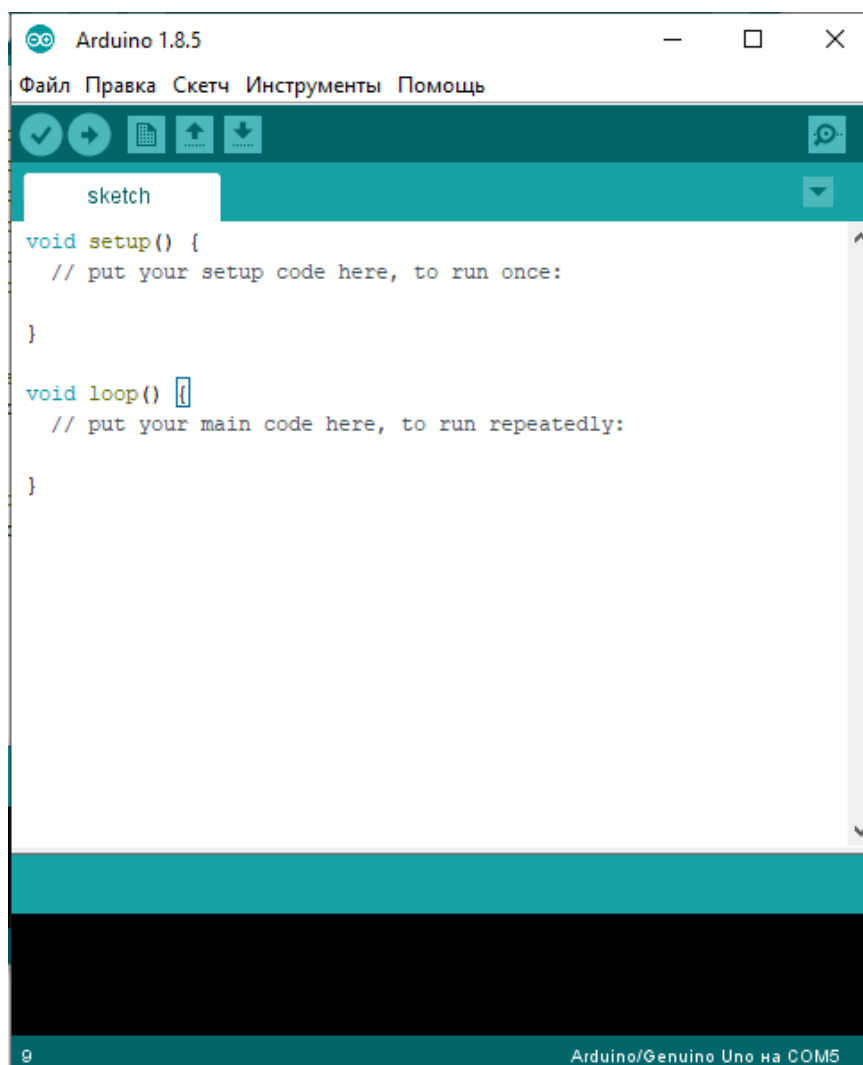 Arduino 1.8.5
Файл Правка Скетч Инструменты Помощь
sketch
void setup() {
  // put your setup code here, to run once:
}
void loop() {
  // put your main code here, to run repeatedly:
}
9
Arduino/Genuino Uno на COM5